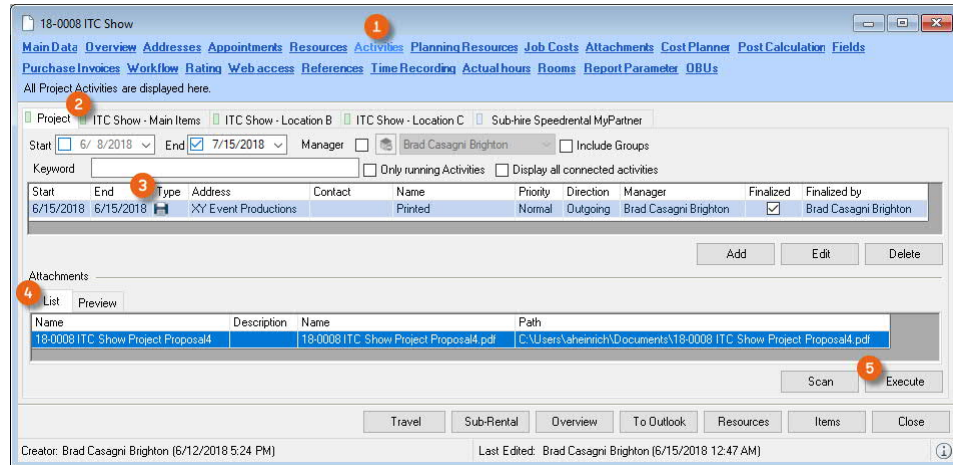 18-0008 ITC Show
1
Main Data Overview Addresses Appointments Resources Activities Planning Resources Job Costs Attachments Cost Planner Post Calculation Fields
Purchase Invoices Workflow Rating Web access References Time Recording Actual hours Rooms Report Parameter OBUs
All Project Activities are displayed here.
2
Project ITC Show - Main Items ITC Show - Location B ITC Show - Location C Sub-hire Speedrental MyPartner
Start 6/ 8/2018 End 7/15/2018 Manager Brad Casagni Brighton Include Groups
Keyword Only running Activities Display all connected activities
3
Start End Type Address Contact Name Priority Direction Manager Finalized Finalized by
6/15/2018 6/15/2018 XY Event Productions Printed Normal Outgoing Brad Casagni Brighton Brad Casagni Brighton
Add Edit Delete
Attachments
4
List Preview
Name Description Name Path
18-0008 ITC Show Project Proposal4 18-0008 ITC Show Project Proposal4.pdf C:\Users\aheinrich\Documents\18-0008 ITC Show Project Proposal4.pdf
5
Scan Execute
Travel Sub-Rental Overview To Outlook Resources Items Close
Creator: Brad Casagni Brighton (6/12/2018 5:24 PM) Last Edited: Brad Casagni Brighton (6/15/2018 12:47 AM)